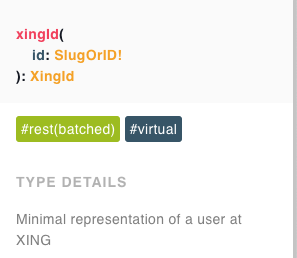 xingId(
id: SlugOrID!
): XingId
#rest(batched) #virtual
TYPE DETAILS
Minimal representation of a user at
XING